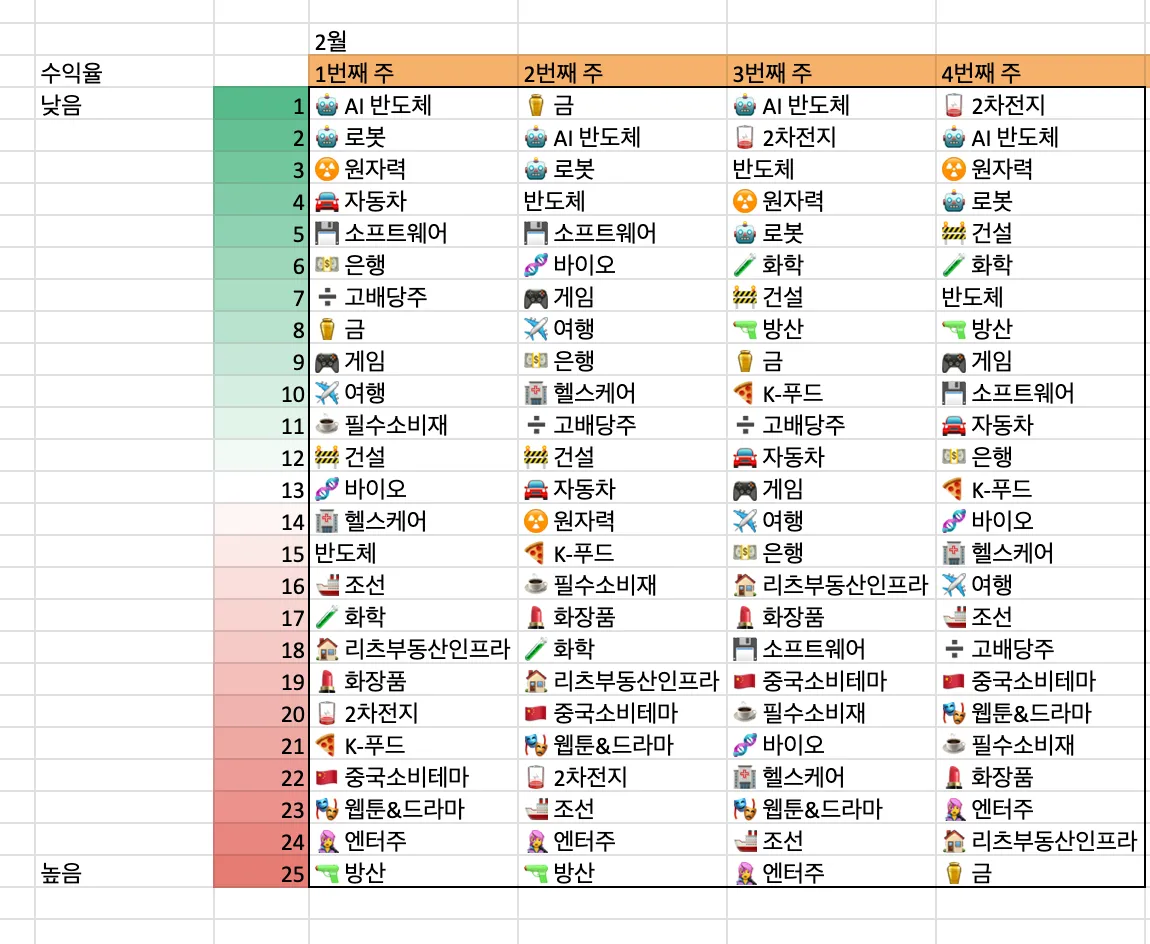 2월
수익율 1번째 주 2번째 주 3번째 주 4번째 주
낮음 1 AI 반도체 금 AI 반도체 2차전지
2 로봇 AI 반도체 2차전지 AI 반도체
3 원자력 로봇 반도체 원자력
4 자동차 반도체 원자력 로봇
5 소프트웨어 소프트웨어 로봇 건설
6 은행 바이오 화학 화학
7 고배당주 게임 건설 반도체
8 금 여행 방산 방산
9 게임 은행 금 게임
10 여행 헬스케어 K-푸드 소프트웨어
11 필수소비재 고배당주 고배당주 자동차
12 건설 건설 자동차 은행
13 바이오 자동차 게임 K-푸드
14 헬스케어 원자력 여행 바이오
15 반도체 K-푸드 은행 헬스케어
16 조선 필수소비재 리츠부동산인프라 여행
17 화학 화장품 화장품 조선
18 리츠부동산인프라 화학 소프트웨어 고배당주
19 화장품 리츠부동산인프라 중국소비테마 중국소비테마
20 2차전지 중국소비테마 필수소비재 웹툰&드라마
21 K-푸드 웹툰&드라마 바이오 필수소비재
22 중국소비테마 2차전지 헬스케어 화장품
23 웹툰&드라마 조선 웹툰&드라마 엔터주
24 엔터주 엔터주 조선 리츠부동산인프라
높음 25 방산 방산 엔터주 금